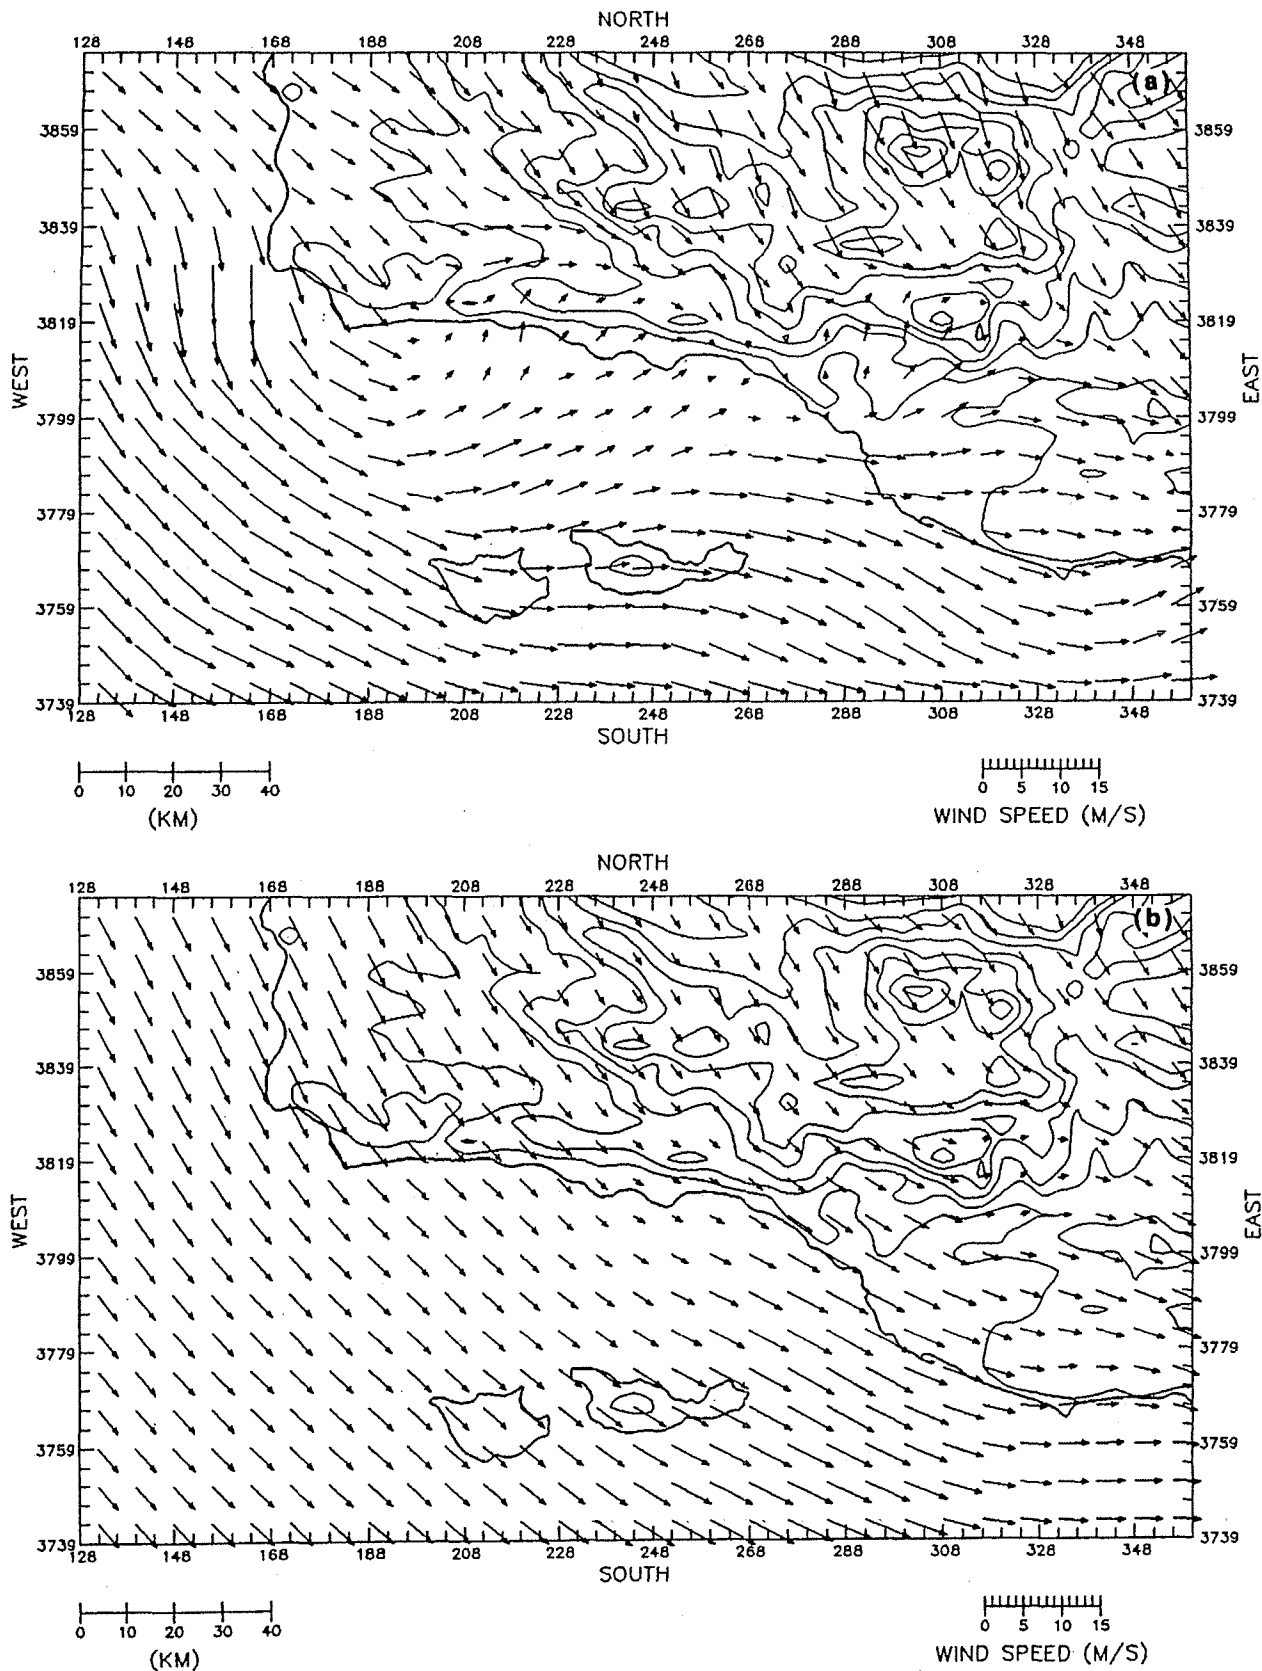 NORTH
128 148 168 188 208 228 248 268 288 308 328 348
(a)
3859 3859
3839 3839
3819 3819
WEST
EAST
3799 3799
3779 3779
3759 3759
3739 3739
128 148 168 188 208 228 248 268 288 308 328 348
SOUTH
0 10 20 30 40
(KM)
0 5 10 15
WIND SPEED (M/S)
NORTH
128 148 168 188 208 228 248 268 288 308 328 348
(b)
3859 3859
3839 3839
3819 3819
WEST
EAST
3799 3799
3779 3779
3759 3759
3739 3739
128 148 168 188 208 228 248 268 288 308 328 348
SOUTH
0 10 20 30 40
(KM)
0 5 10 15
WIND SPEED (M/S)